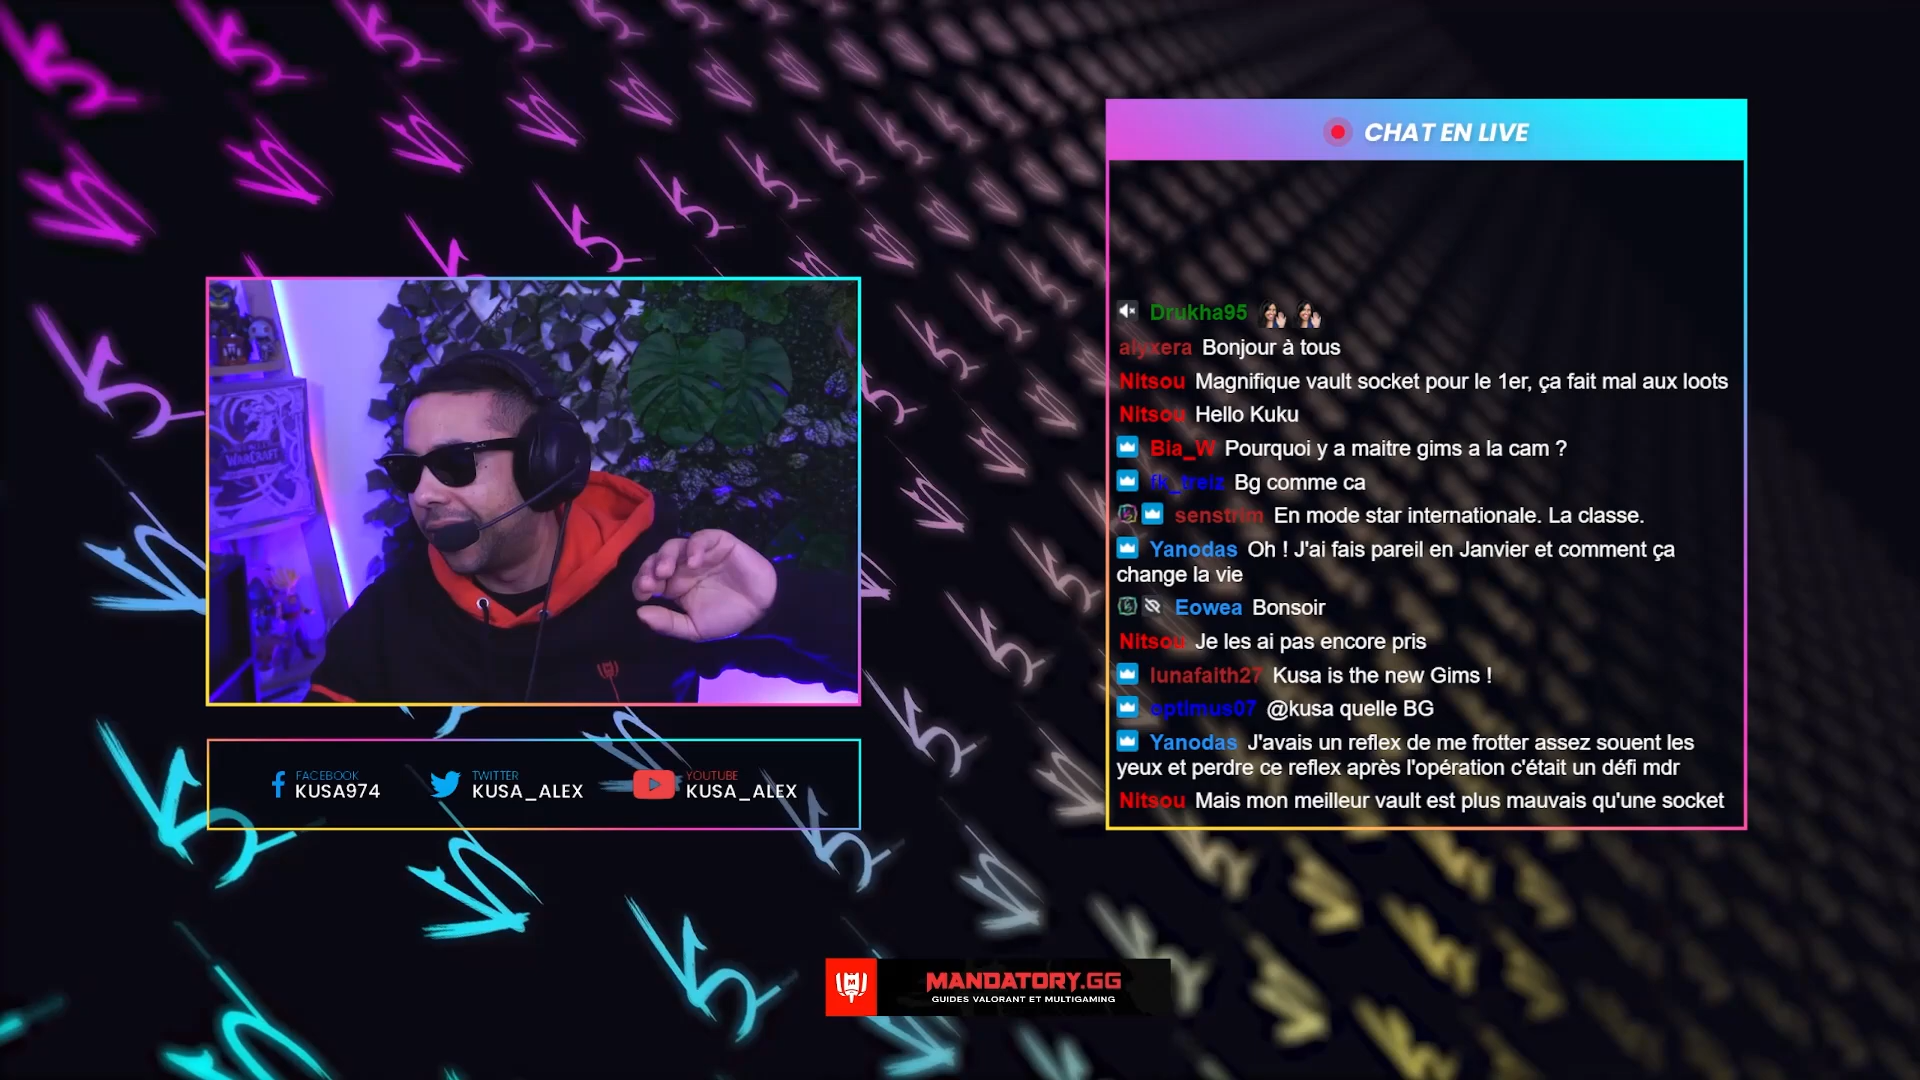 CHAT EN LIVE
Drukha95
alyxera Bonjour à tous
Nitsou Magnifique vault socket pour le 1er, ça fait mal aux loots
Nitsou Hello Kuku
Bia_W Pourquoi y a maitre gims a la cam ?
fk_treiz Bg comme ca
senstrim En mode star internationale. La classe.
Yanodas Oh ! J'ai fais pareil en Janvier et comment ça
change la vie
Eowea Bonsoir
Nitsou Je les ai pas encore pris
lunafaith27 Kusa is the new Gims !
optimus07 @kusa quelle BG
Yanodas J'avais un reflex de me frotter assez souent les
yeux et perdre ce reflex après l'opération c'était un défi mdr
Nitsou Mais mon meilleur vault est plus mauvais qu'une socket
WARCRAFT
FACEBOOK
KUSA974
TWITTER
KUSA_ALEX
YOUTUBE
KUSA_ALEX
MANDATORY.GG
GUIDES VALORANT ET MULTIGAMING